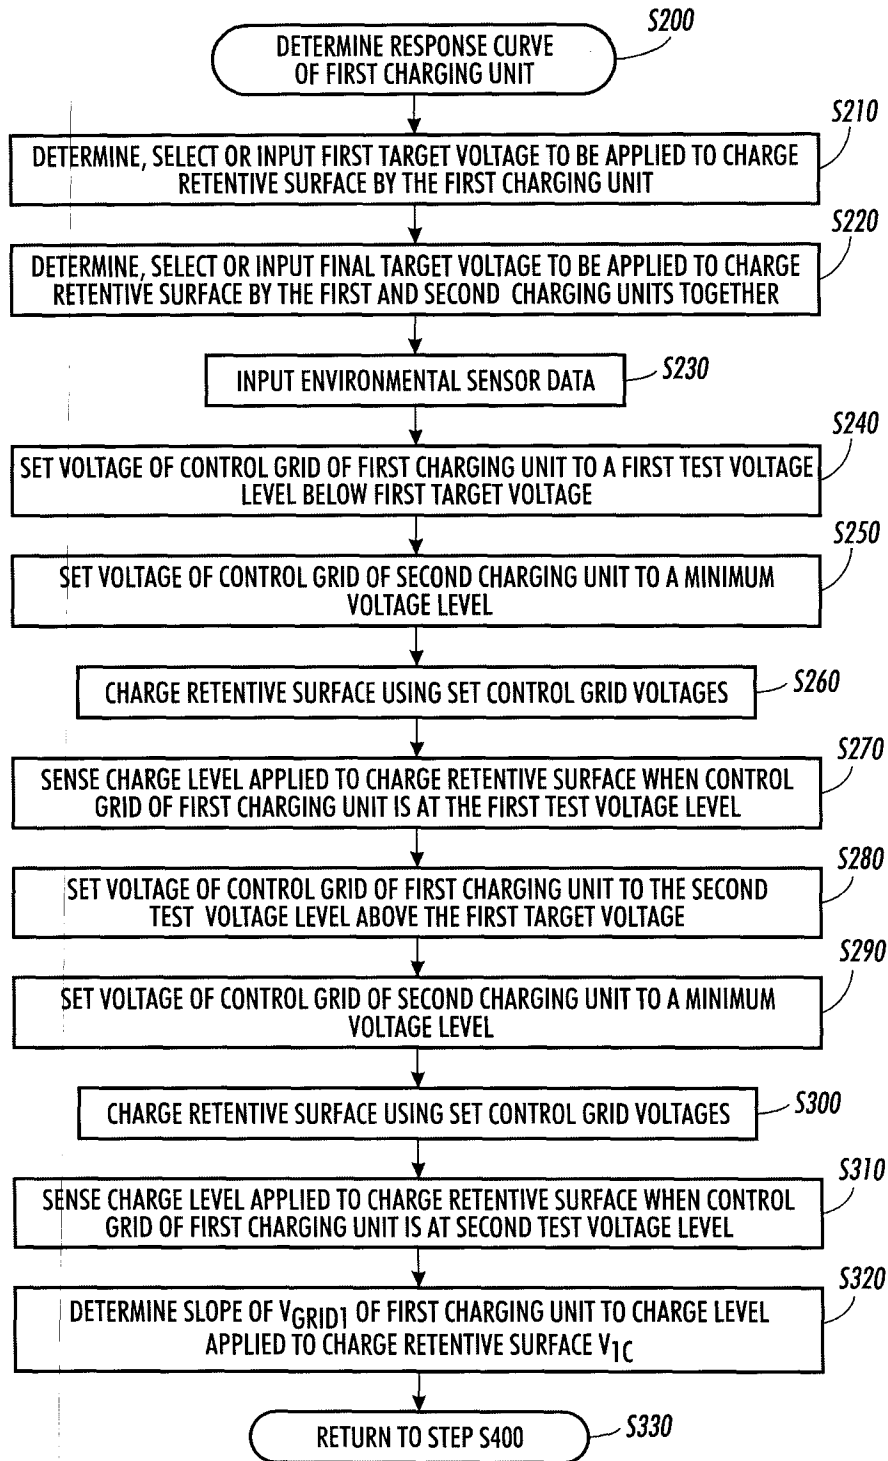 S200
DETERMINE RESPONSE CURVE
OF FIRST CHARGING UNIT
S210
DETERMINE, SELECT OR INPUT FIRST TARGET VOLTAGE TO BE APPLIED TO CHARGE
RETENTIVE SURFACE BY THE FIRST CHARGING UNIT
S220
DETERMINE, SELECT OR INPUT FINAL TARGET VOLTAGE TO BE APPLIED TO CHARGE
RETENTIVE SURFACE BY THE FIRST AND SECOND CHARGING UNITS TOGETHER
INPUT ENVIRONMENTAL SENSOR DATA
S230
S240
SET VOLTAGE OF CONTROL GRID OF FIRST CHARGING UNIT TO A FIRST TEST VOLTAGE
LEVEL BELOW FIRST TARGET VOLTAGE
S250
SET VOLTAGE OF CONTROL GRID OF SECOND CHARGING UNIT TO A MINIMUM
VOLTAGE LEVEL
CHARGE RETENTIVE SURFACE USING SET CONTROL GRID VOLTAGES
S260
S270
SENSE CHARGE LEVEL APPLIED TO CHARGE RETENTIVE SURFACE WHEN CONTROL
GRID OF FIRST CHARGING UNIT IS AT THE FIRST TEST VOLTAGE LEVEL
S280
SET VOLTAGE OF CONTROL GRID OF FIRST CHARGING UNIT TO THE SECOND
TEST VOLTAGE LEVEL ABOVE THE FIRST TARGET VOLTAGE
S290
SET VOLTAGE OF CONTROL GRID OF SECOND CHARGING UNIT TO A MINIMUM
VOLTAGE LEVEL
CHARGE RETENTIVE SURFACE USING SET CONTROL GRID VOLTAGES
S300
S310
SENSE CHARGE LEVEL APPLIED TO CHARGE RETENTIVE SURFACE WHEN CONTROL
GRID OF FIRST CHARGING UNIT IS AT SECOND TEST VOLTAGE LEVEL
S320
DETERMINE SLOPE OF VGRID1 OF FIRST CHARGING UNIT TO CHARGE LEVEL
APPLIED TO CHARGE RETENTIVE SURFACE V1C
RETURN TO STEP S400
S330